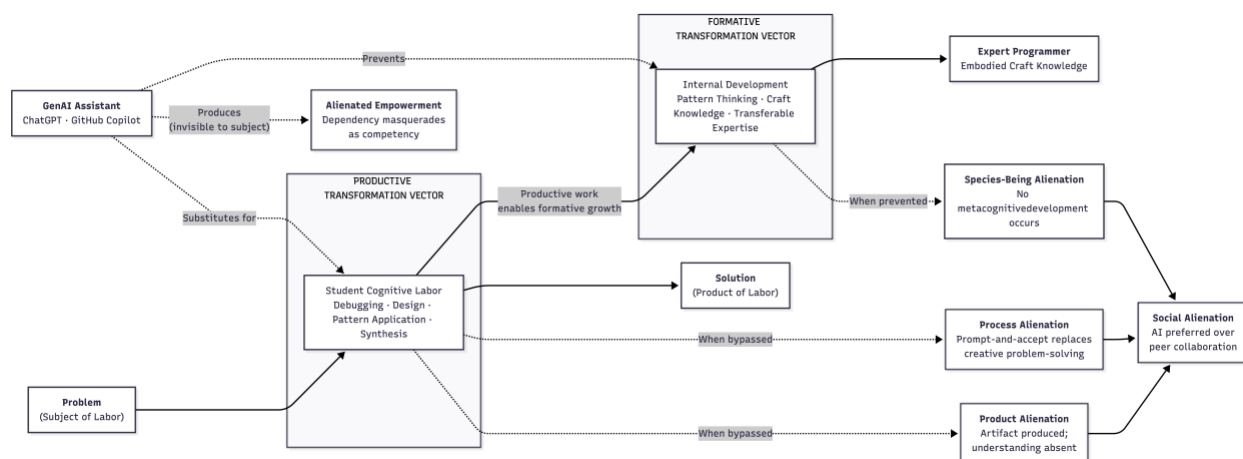 FORMATIVE
TRANSFORMATION VECTOR
Prevents
Expert Programmer
Embodied Craft Knowledge
Internal Development
Pattern Thinking · Craft
Knowledge · Transferable
Expertise
GenAI Assistant
ChatGPT · GitHub Copilot
Produces
(invisible to subject)
Alienated Empowerment
Dependency masquerades
as competency
PRODUCTIVE
TRANSFORMATION VECTOR
Productive work
enables formative growth
When prevented
Species-Being Alienation
No
metacognitivedevelopment
occurs
Substitutes for
Student Cognitive Labor
Debugging · Design ·
Pattern Application ·
Synthesis
Solution
(Product of Labor)
When bypassed
Process Alienation
Prompt-and-accept replaces
creative problem-solving
Social Alienation
AI preferred over
peer collaboration
Problem
(Subject of Labor)
When bypassed
Product Alienation
Artifact produced;
understanding absent